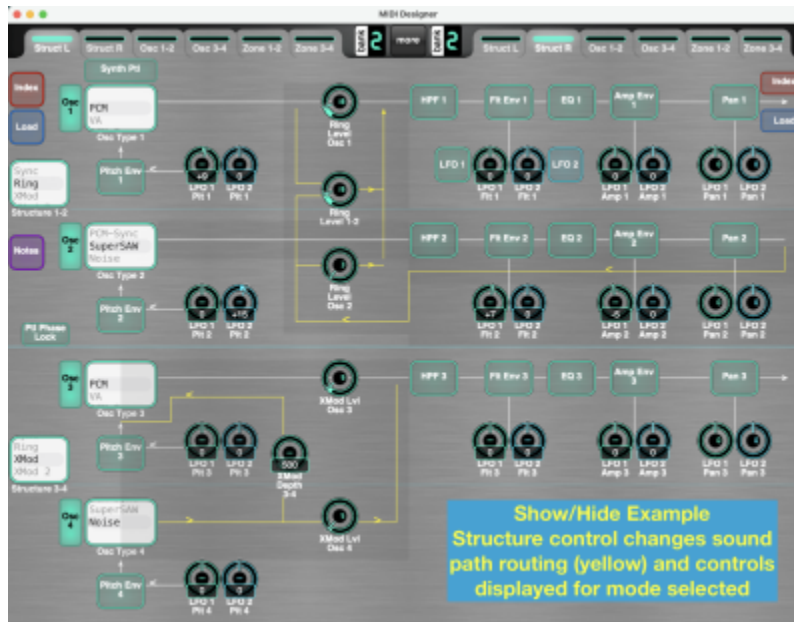 MIDI Designer
Struct L
Struct R
Osc 1-2
Osc 3-4
Zone 1-2
Zone 3-4
BANK 2
more
BANK 2
Struct L
Struct R
Osc 1-2
Osc 3-4
Zone 1-2
Zone 3-4
Synth Ptl
Index
Load
Osc 1
PCM
VA
Osc Type 1
Ring Level Osc 1
HPF 1
Flt Env 1
EQ 1
Amp Env 1
Pan 1
Index
Load
Sync
Ring
XMod
Structure 1-2
Pitch Env 1
+9
0
LFO 1 Pit 1
LFO 2 Pit 1
Ring Level 1-2
LFO 1
0
0
LFO 2
0
0
LFO 1 Flt 1
LFO 2 Flt 1
LFO 1 Amp 1
LFO 2 Amp 1
LFO 1 Pan 1
LFO 2 Pan 1
Notes
Osc 2
PCM-Sync
SuperSAW
Noise
Osc Type 2
Ring Level Osc 2
HPF 2
Flt Env 2
EQ 2
Amp Env 2
Pan 2
Ptl Phase Lock
Pitch Env 2
0
+15
LFO 1 Pit 2
LFO 2 Pit 2
+7
0
-5
0
LFO 1 Flt 2
LFO 2 Flt 2
LFO 1 Amp 2
LFO 2 Amp 2
LFO 1 Pan 2
LFO 2 Pan 2
Osc 3
PCM
VA
Osc Type 3
XMod Lvl Osc 3
HPF 3
Flt Env 3
EQ 3
Amp Env 3
Pan 3
Ring
XMod
XMod 2
Structure 3-4
Pitch Env 3
0
0
LFO 1 Pit 3
LFO 2 Pit 3
500
XMod Depth 3-4
0
0
0
0
LFO 1 Flt 3
LFO 2 Flt 3
LFO 1 Amp 3
LFO 2 Amp 3
LFO 1 Pan 3
LFO 2 Pan 3
Osc 4
SuperSAW
Noise
Osc Type 4
XMod Lvl Osc 4
Pitch Env 4
0
0
LFO 1 Pit 4
LFO 2 Pit 4
Show/Hide Example
Structure control changes sound
path routing (yellow) and controls
displayed for mode selected